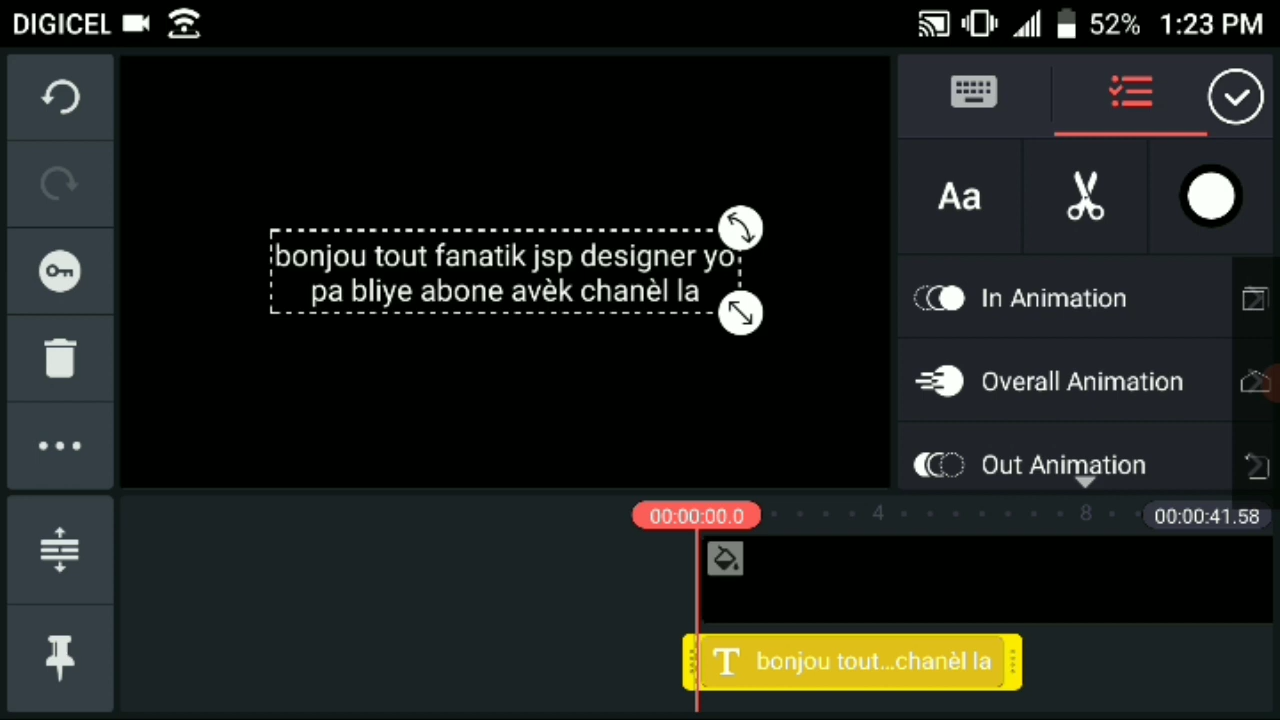 DIGICEL
52% 1:23 PM
Aa
bonjou tout fanatik jsp designer yo
pa bliye abone avèk chanèl la
In Animation
Overall Animation
Out Animation
00:00:00.0
4
8
00:00:41.58
T bonjou tout...chanèl la